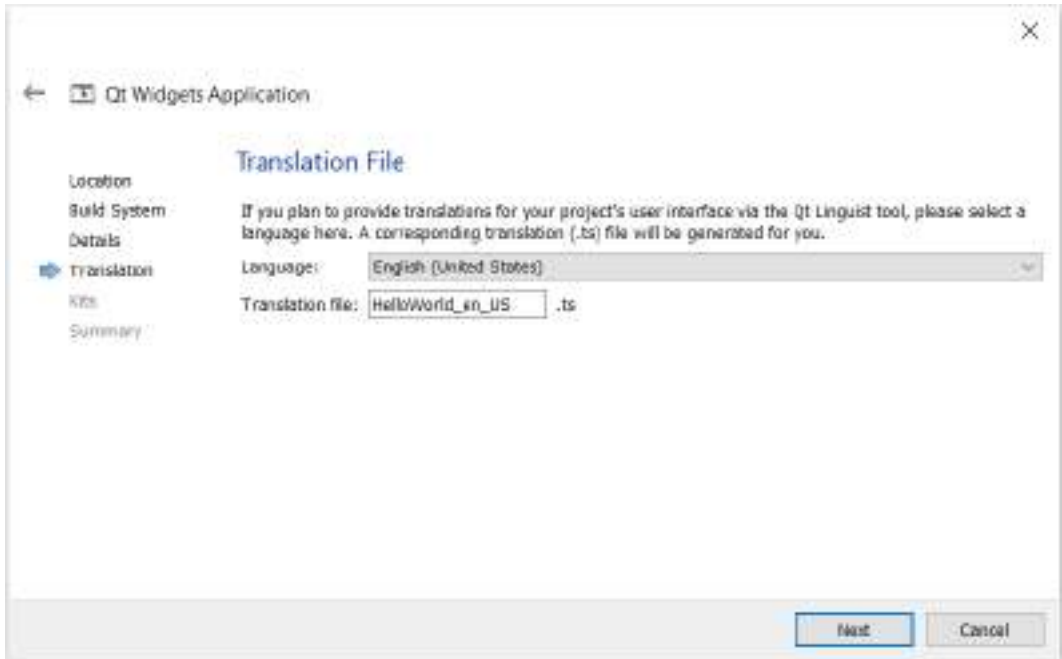 Qt Widgets Application
Translation File
Location
Build System
Details
Translation
Kits
Summary
If you plan to provide translations for your project's user interface via the Qt Linguist tool, please select a
language here. A corresponding translation (.ts) file will be generated for you.
Language: English (United States)
Translation file: HelloWorld_en_US .ts
Next Cancel